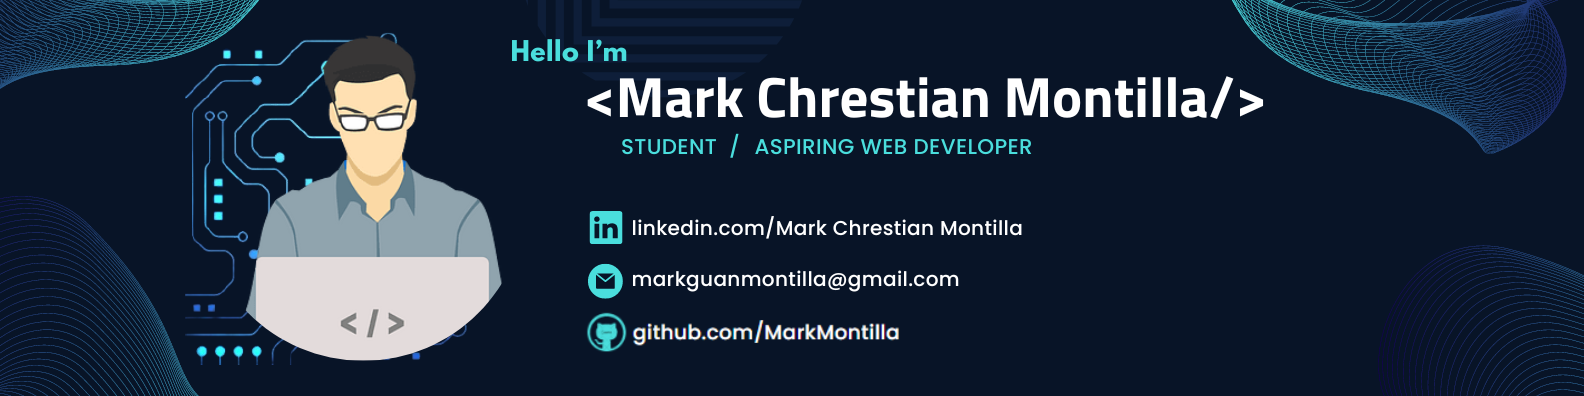 Hello I’m
<Mark Chrestian Montilla/>
STUDENT / ASPIRING WEB DEVELOPER
in linkedin.com/Mark Chrestian Montilla
markguanmontilla@gmail.com
github.com/MarkMontilla
</>